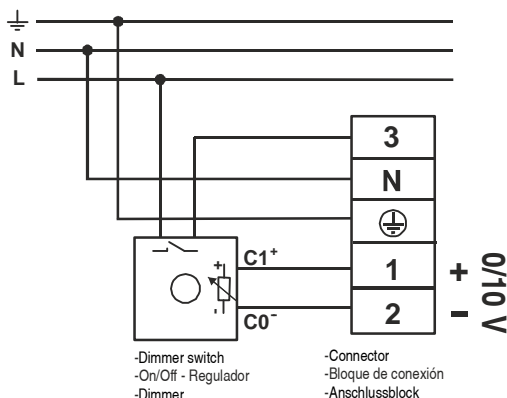 N
L
3
N
1
2
+
-
0/10 V
C1+
+
-
C0-
-Dimmer switch
-On/Off - Regulador
-Dimmer
-Connector
-Bloque de conexión
-Anschlussblock